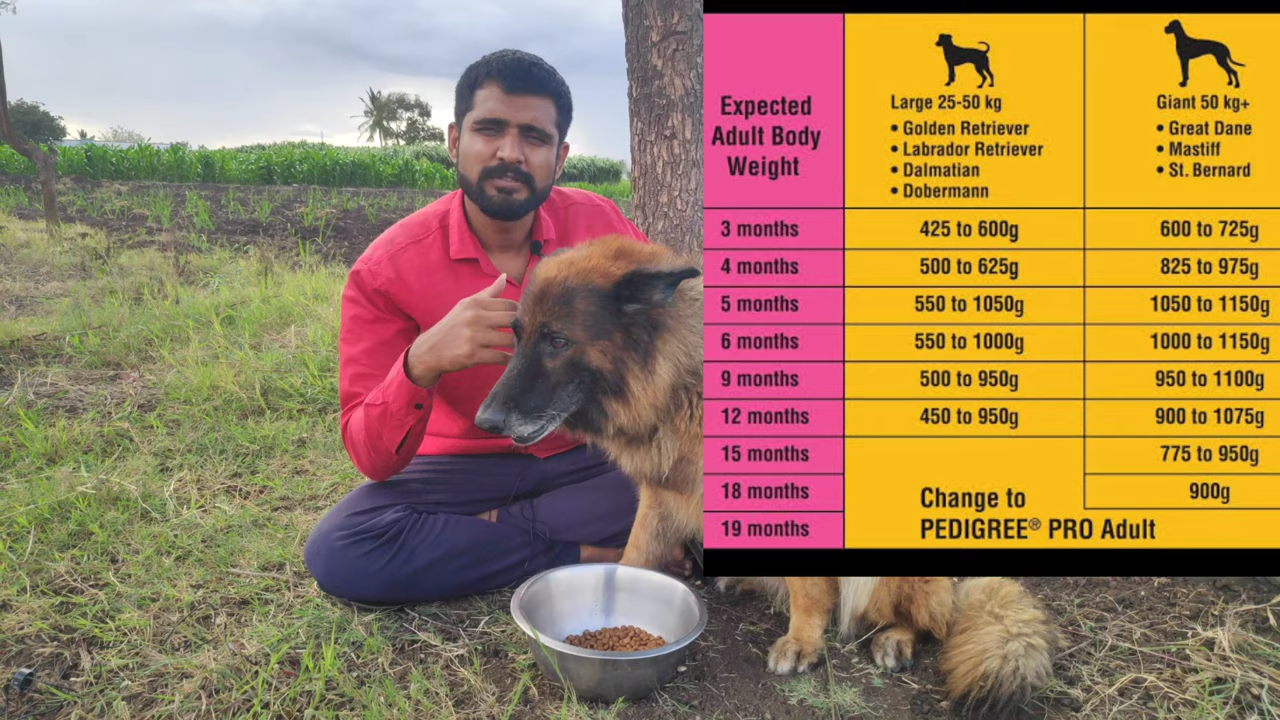 Expected
Adult Body
Weight
Large 25-50 kg
• Golden Retriever
• Labrador Retriever
• Dalmatian
• Dobermann
Giant 50 kg+
• Great Dane
• Mastiff
• St. Bernard
3 months 425 to 600g 600 to 725g
4 months 500 to 625g 825 to 975g
5 months 550 to 1050g 1050 to 1150g
6 months 550 to 1000g 1000 to 1150g
9 months 500 to 950g 950 to 1100g
12 months 450 to 950g 900 to 1075g
15 months 775 to 950g
18 months 900g
19 months
Change to
PEDIGREE® PRO Adult